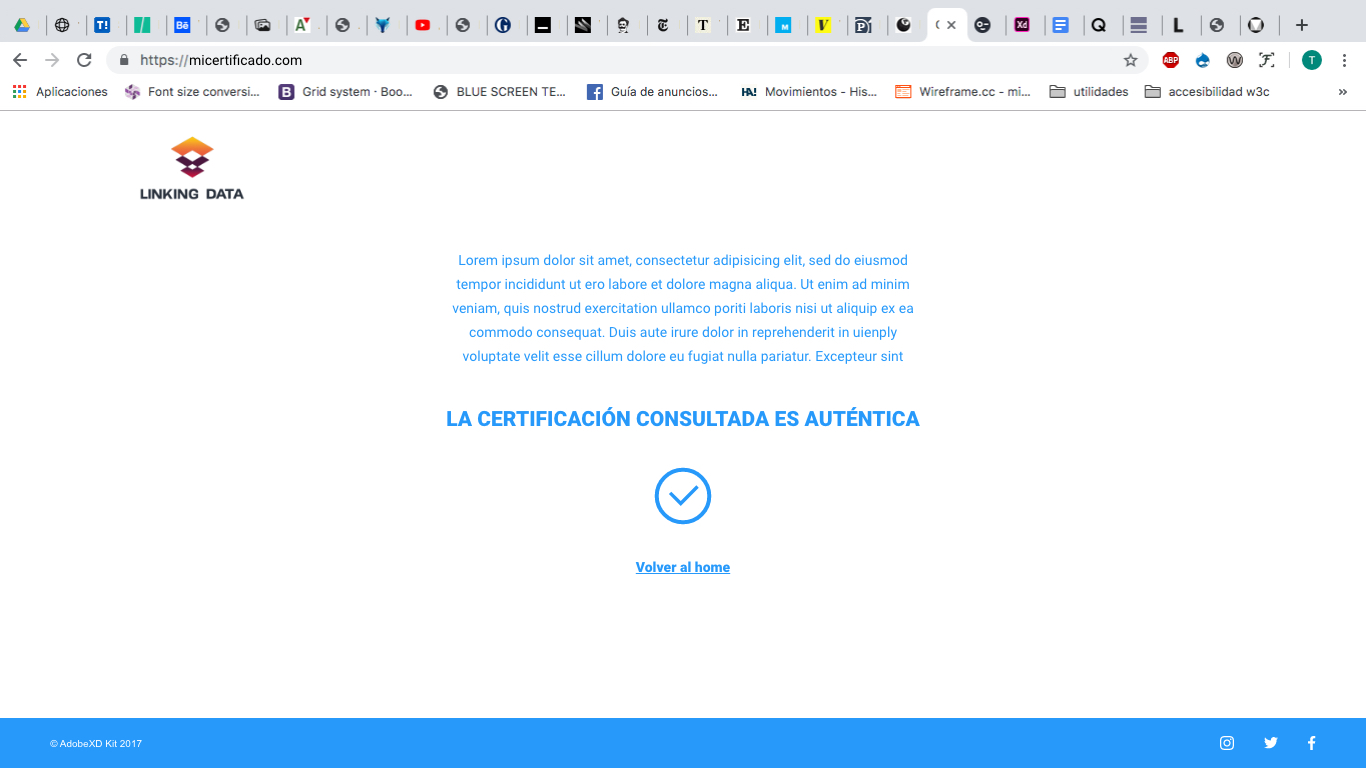 https://micertificado.com
ABP
T
Aplicaciones
Font size conversi...
Grid system · Boo...
BLUE SCREEN TE...
Guía de anuncios...
HA!
Movimientos - His...
Wireframe.cc - mi...
utilidades
accesibilidad w3c
LINKING DATA
Lorem ipsum dolor sit amet, consectetur adipisicing elit, sed do eiusmod
tempor incididunt ut ero labore et dolore magna aliqua. Ut enim ad minim
veniam, quis nostrud exercitation ullamco poriti laboris nisi ut aliquip ex ea
commodo consequat. Duis aute irure dolor in reprehenderit in uienply
voluptate velit esse cillum dolore eu fugiat nulla pariatur. Excepteur sint
LA CERTIFICACIÓN CONSULTADA ES AUTÉNTICA
Volver al home
© AdobeXD Kit 2017